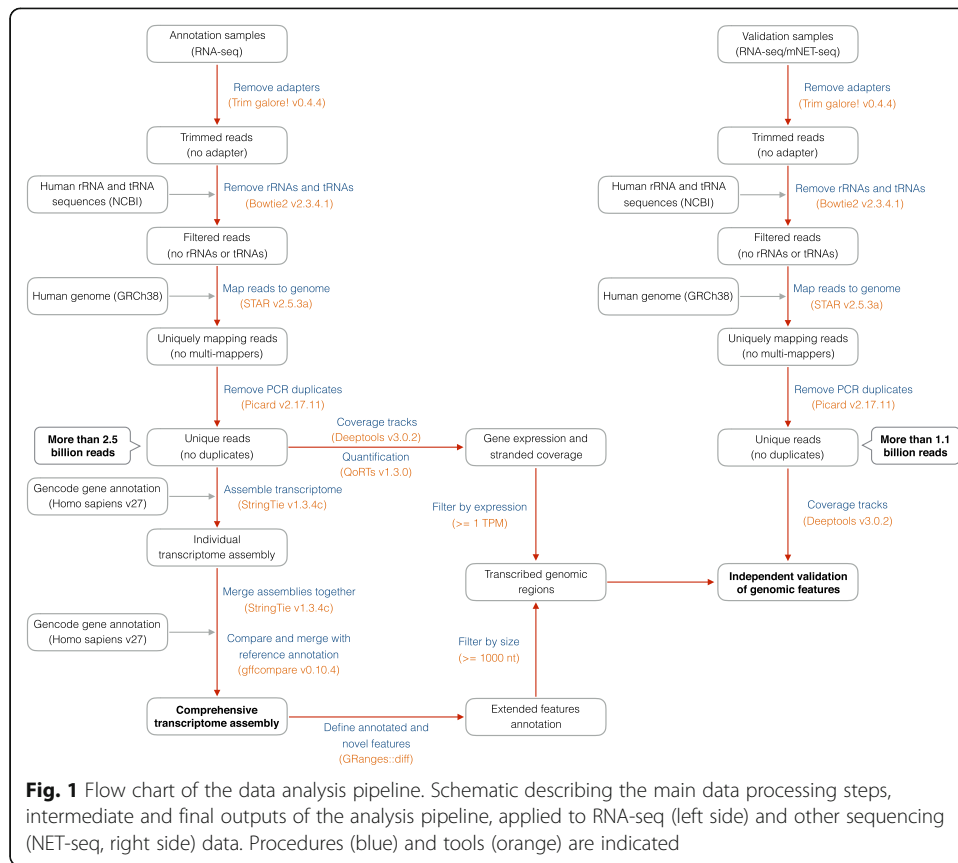 Annotation samples
(RNA-seq)
Remove adapters
(Trim galore! v0.4.4)
Trimmed reads
(no adapter)
Human rRNA and tRNA
sequences (NCBI)
Remove rRNAs and tRNAs
(Bowtie2 v2.3.4.1)
Filtered reads
(no rRNAs or tRNAs)
Human genome (GRCh38)
Map reads to genome
(STAR v2.5.3a)
Uniquely mapping reads
(no multi-mappers)
Remove PCR duplicates
(Picard v2.17.11)
More than 2.5
billion reads
Unique reads
(no duplicates)
Coverage tracks
(Deeptools v3.0.2)
Quantification
(QoRTs v1.3.0)
Gene expression and
stranded coverage
Gencode gene annotation
(Homo sapiens v27)
Assemble transcriptome
(StringTie v1.3.4c)
Filter by expression
(>= 1 TPM)
Individual
transcriptome assembly
Transcribed genomic
regions
Merge assemblies together
(StringTie v1.3.4c)
Gencode gene annotation
(Homo sapiens v27)
Compare and merge with
reference annotation
(gffcompare v0.10.4)
Filter by size
(>= 1000 nt)
Comprehensive
transcriptome assembly
Define annotated and
novel features
(GRanges::diff)
Extended features
annotation
Validation samples
(RNA-seq/mNET-seq)
Remove adapters
(Trim galore! v0.4.4)
Trimmed reads
(no adapter)
Human rRNA and tRNA
sequences (NCBI)
Remove rRNAs and tRNAs
(Bowtie2 v2.3.4.1)
Filtered reads
(no rRNAs or tRNAs)
Human genome (GRCh38)
Map reads to genome
(STAR v2.5.3a)
Uniquely mapping reads
(no multi-mappers)
Remove PCR duplicates
(Picard v2.17.11)
Unique reads
(no duplicates)
More than 1.1
billion reads
Coverage tracks
(Deeptools v3.0.2)
Independent validation
of genomic features
Fig. 1 Flow chart of the data analysis pipeline. Schematic describing the main data processing steps,
intermediate and final outputs of the analysis pipeline, applied to RNA-seq (left side) and other sequencing
(NET-seq, right side) data. Procedures (blue) and tools (orange) are indicated